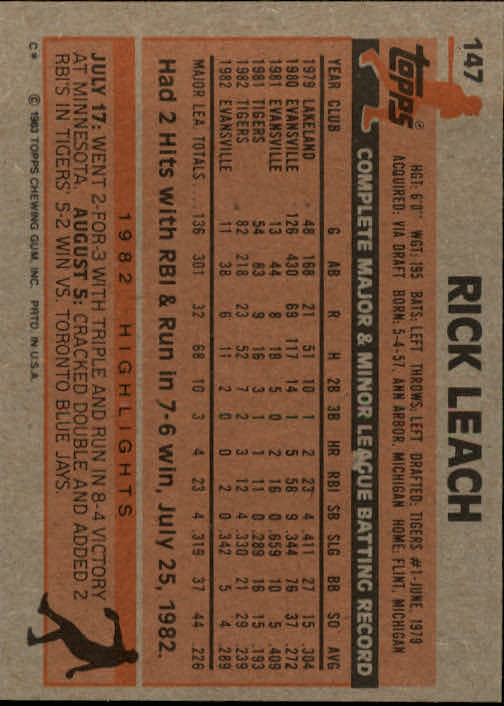 147
RICK LEACH
topps®
HGT: 6'0" WGT: 195 BATS: LEFT THROWS: LEFT DRAFTED: TIGERS #1-JUNE, 1979
ACQUIRED: VIA DRAFT BORN: 5-4-57, ANN ARBOR, MICHIGAN HOME: FLINT, MICHIGAN
COMPLETE MAJOR & MINOR LEAGUE BATTING RECORD
YEAR CLUB G AB R H 2B 3B HR RBI SB SLG BB SO AVG
1979 LAKELAND 48 168 21 51 10 1 2 23 4 .411 27 15 .304
1980 EVANSVILLE 126 430 69 117 14 1 5 58 9 .344 76 37 .272
1981 EVANSVILLE 13 44 8 18 5 0 2 16 0 .659 10 5 .409
1981 TIGERS 54 83 9 16 3 1 1 11 0 .289 16 15 .193
1982 TIGERS 82 218 23 52 7 2 3 12 4 .330 21 29 .239
1982 EVANSVILLE 11 38 6 11 2 0 0 2 0 .342 5 4 .289
MAJOR LEA. TOTALS.... 136 301 32 68 10 3 4 23 4 .319 37 44 .226
Had 2 Hits with RBI & Run in 7-6 win, July 25, 1982.
1982 HIGHLIGHTS
JULY 17: WENT 2-FOR-3 WITH TRIPLE AND RUN IN 8-4 VICTORY
AT MINNESOTA. AUGUST 5: CRACKED DOUBLE AND ADDED 2
RBI'S IN TIGERS' 5-2 WIN VS. TORONTO BLUE JAYS.
C* © 1983 TOPPS CHEWING GUM, INC. PRTD. IN U.S.A.